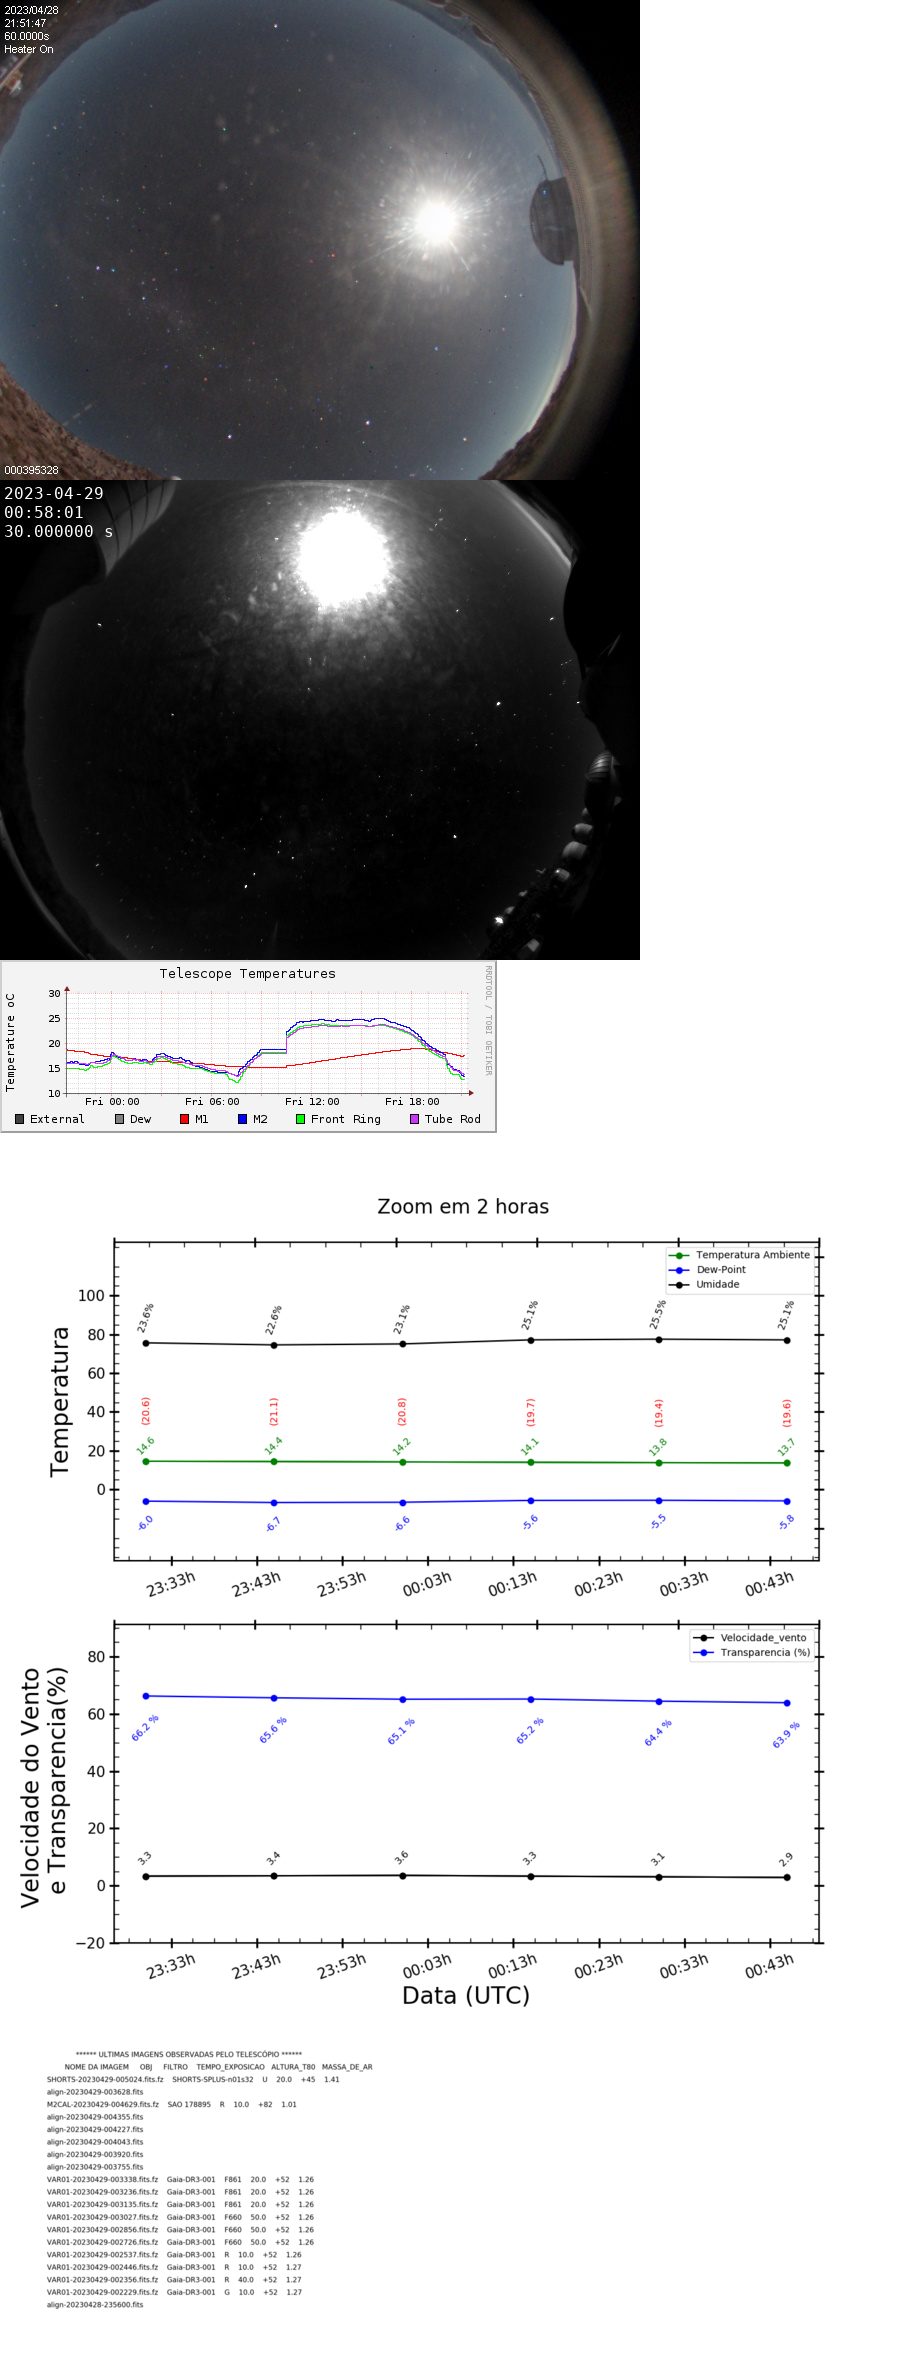 2023/04/28
21:51:47
60.0000s
Heater On
000395328
2023-04-29
00:58:01
30.000000 s
Telescope Temperatures
RRDTOOL / TOBI OETIKER
Temperature oC
30
25
20
15
10
Fri 00:00 Fri 06:00 Fri 12:00 Fri 18:00
External Dew M1 M2 Front Ring Tube Rod
Zoom em 2 horas
Temperatura Ambiente
Dew-Point
Umidade
Temperatura
100
80
60
40
20
0
23.6% 22.6% 23.1% 25.1% 25.5% 25.1%
(20.6) (21.1) (20.8) (19.7) (19.4) (19.6)
14.6 14.4 14.2 14.1 13.8 13.7
-6.0 -6.7 -6.6 -5.6 -5.5 -5.8
23:33h 23:43h 23:53h 00:03h 00:13h 00:23h 00:33h 00:43h
Velocidade_vento
Transparencia (%)
Velocidade do Vento
e Transparencia(%)
80
60
40
20
0
−20
66.2 % 65.6 % 65.1 % 65.2 % 64.4 % 63.9 %
3.3 3.4 3.6 3.3 3.1 2.9
23:33h 23:43h 23:53h 00:03h 00:13h 00:23h 00:33h 00:43h
Data (UTC)
****** ULTIMAS IMAGENS OBSERVADAS PELO TELESCÓPIO ******
NOME DA IMAGEM OBJ FILTRO TEMPO_EXPOSICAO ALTURA_T80 MASSA_DE_AR
SHORTS-20230429-005024.fits.fz SHORTS-SPLUS-n01s32 U 20.0 +45 1.41
align-20230429-003628.fits
M2CAL-20230429-004629.fits.fz SAO 178895 R 10.0 +82 1.01
align-20230429-004355.fits
align-20230429-004227.fits
align-20230429-004043.fits
align-20230429-003920.fits
align-20230429-003755.fits
VAR01-20230429-003338.fits.fz Gaia-DR3-001 F861 20.0 +52 1.26
VAR01-20230429-003236.fits.fz Gaia-DR3-001 F861 20.0 +52 1.26
VAR01-20230429-003135.fits.fz Gaia-DR3-001 F861 20.0 +52 1.26
VAR01-20230429-003027.fits.fz Gaia-DR3-001 F660 50.0 +52 1.26
VAR01-20230429-002856.fits.fz Gaia-DR3-001 F660 50.0 +52 1.26
VAR01-20230429-002726.fits.fz Gaia-DR3-001 F660 50.0 +52 1.26
VAR01-20230429-002537.fits.fz Gaia-DR3-001 R 10.0 +52 1.26
VAR01-20230429-002446.fits.fz Gaia-DR3-001 R 10.0 +52 1.27
VAR01-20230429-002356.fits.fz Gaia-DR3-001 R 40.0 +52 1.27
VAR01-20230429-002229.fits.fz Gaia-DR3-001 G 10.0 +52 1.27
align-20230428-235600.fits